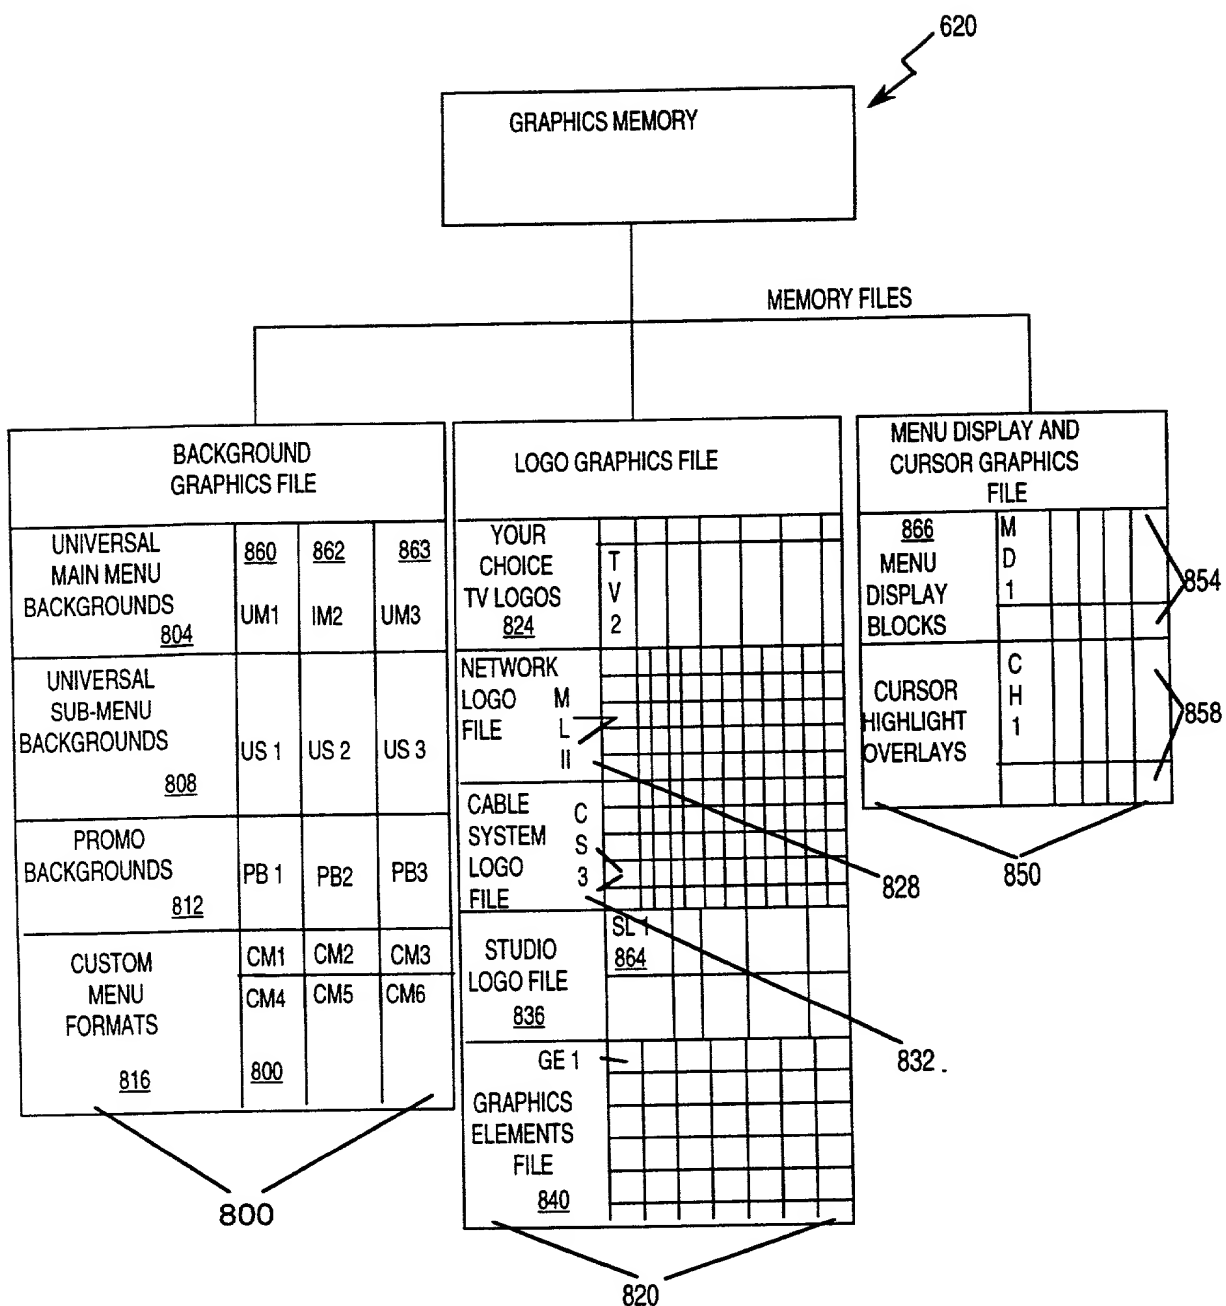 620
GRAPHICS MEMORY
MEMORY FILES
BACKGROUND
GRAPHICS FILE
UNIVERSAL
MAIN MENU
BACKGROUNDS
804
860
862
863
UM1
IM2
UM3
UNIVERSAL
SUB-MENU
BACKGROUNDS
808
US 1
US 2
US 3
PROMO
BACKGROUNDS
812
PB 1
PB2
PB3
CUSTOM
MENU
FORMATS
816
CM1
CM2
CM3
CM4
CM5
CM6
800
800
LOGO GRAPHICS FILE
YOUR
CHOICE
TV LOGOS
824
T
V
2
NETWORK
LOGO
FILE
M
L
II
828
CABLE
SYSTEM
LOGO
FILE
C
S
3
832
STUDIO
LOGO FILE
836
SL 1
864
GE 1
GRAPHICS
ELEMENTS
FILE
840
820
MENU DISPLAY AND
CURSOR GRAPHICS
FILE
866
MENU
DISPLAY
BLOCKS
M
D
1
854
CURSOR
HIGHLIGHT
OVERLAYS
C
H
1
858
850